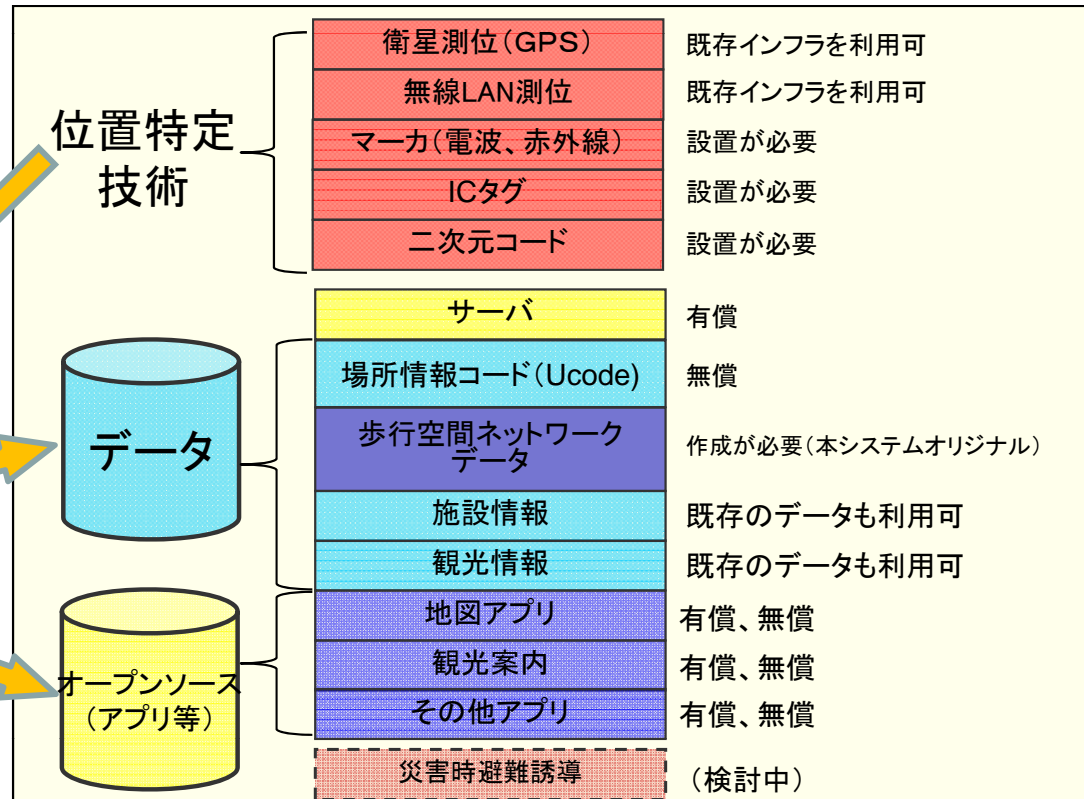 位置特定
技術
衛星測位(GPS) 既存インフラを利用可
無線LAN測位 既存インフラを利用可
マーカ(電波、赤外線) 設置が必要
ICタグ 設置が必要
二次元コード 設置が必要
データ
サーバ 有償
場所情報コード(Ucode) 無償
歩行空間ネットワーク
データ
作成が必要(本システムオリジナル)
施設情報 既存のデータも利用可
観光情報 既存のデータも利用可
オープンソース
(アプリ等)
地図アプリ 有償、無償
観光案内 有償、無償
その他アプリ 有償、無償
災害時避難誘導 (検討中)